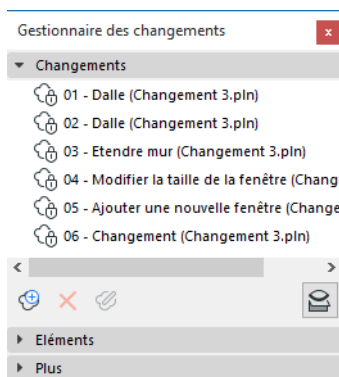 Gestionnaire des changements
x
Changements
01 - Dalle (Changement 3.pln)
02 - Dalle (Changement 3.pln)
03 - Etendre mur (Changement 3.pln)
04 - Modifier la taille de la fenêtre (Chang
05 - Ajouter une nouvelle fenêtre (Change
06 - Changement (Changement 3.pln)
Eléments
Plus